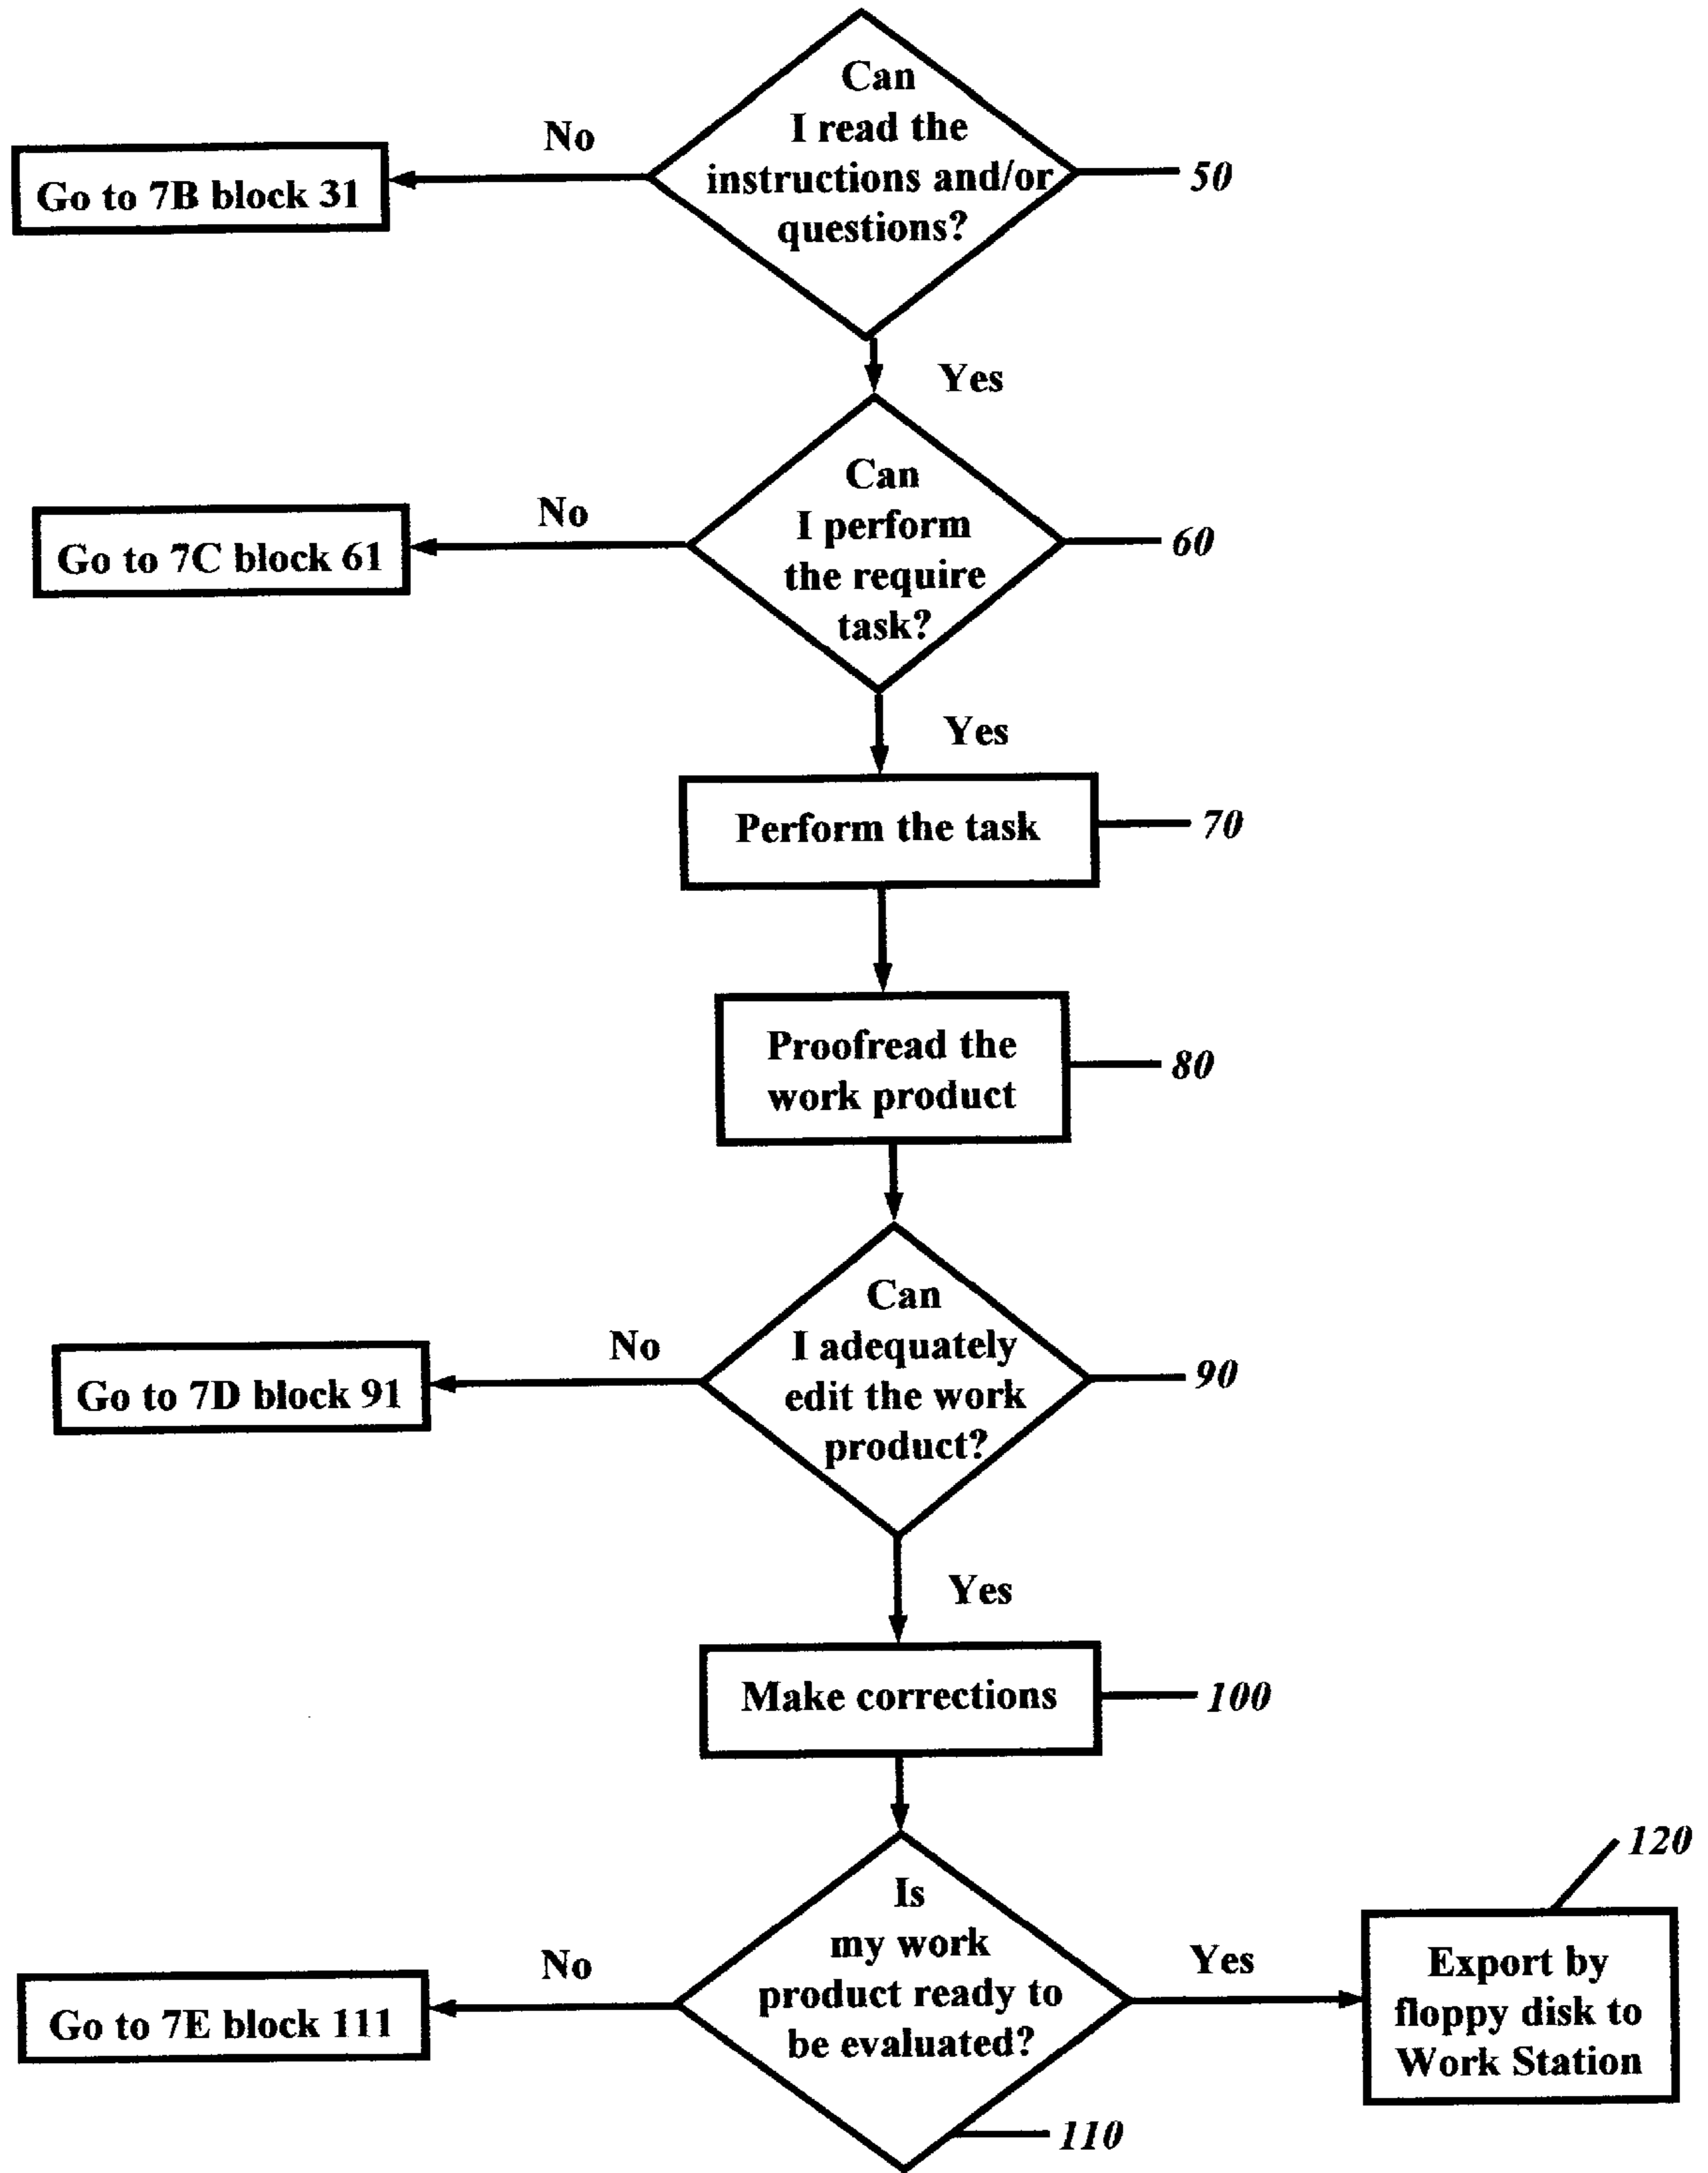 Can
I read the
instructions and/or
questions?
No
Go to 7B block 31
50
Yes
Can
I perform
the require
task?
No
Go to 7C block 61
60
Yes
Perform the task
70
Proofread the
work product
80
Can
I adequately
edit the work
product?
No
Go to 7D block 91
90
Yes
Make corrections
100
Is
my work
product ready to
be evaluated?
No
Go to 7E block 111
Yes
120
Export by
floppy disk to
Work Station
110